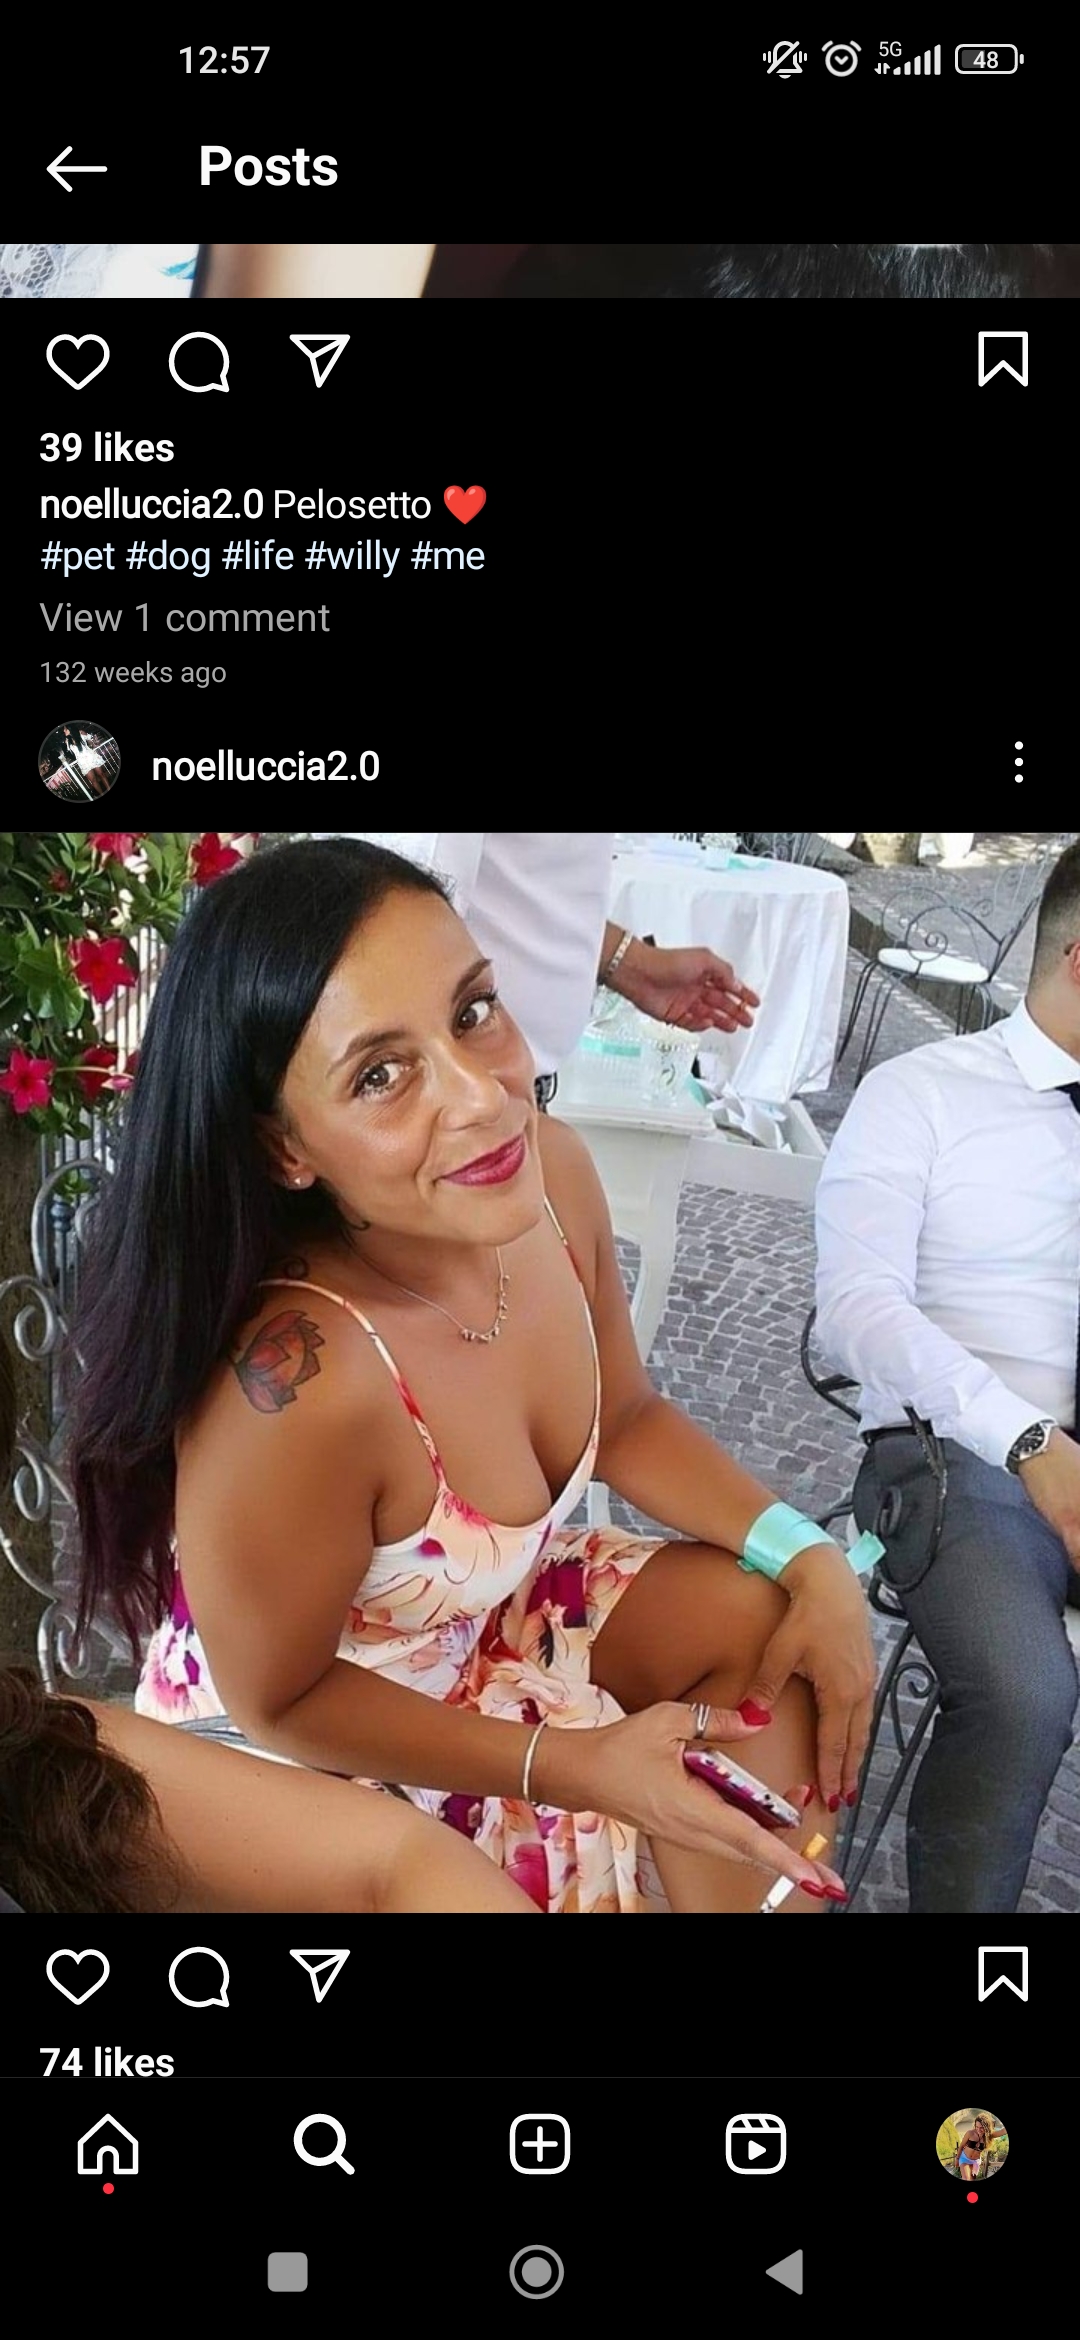 12:57
5G
48
Posts
39 likes
noelluccia2.0 Pelosetto ❤️
#pet #dog #life #willy #me
View 1 comment
132 weeks ago
noelluccia2.0
74 likes